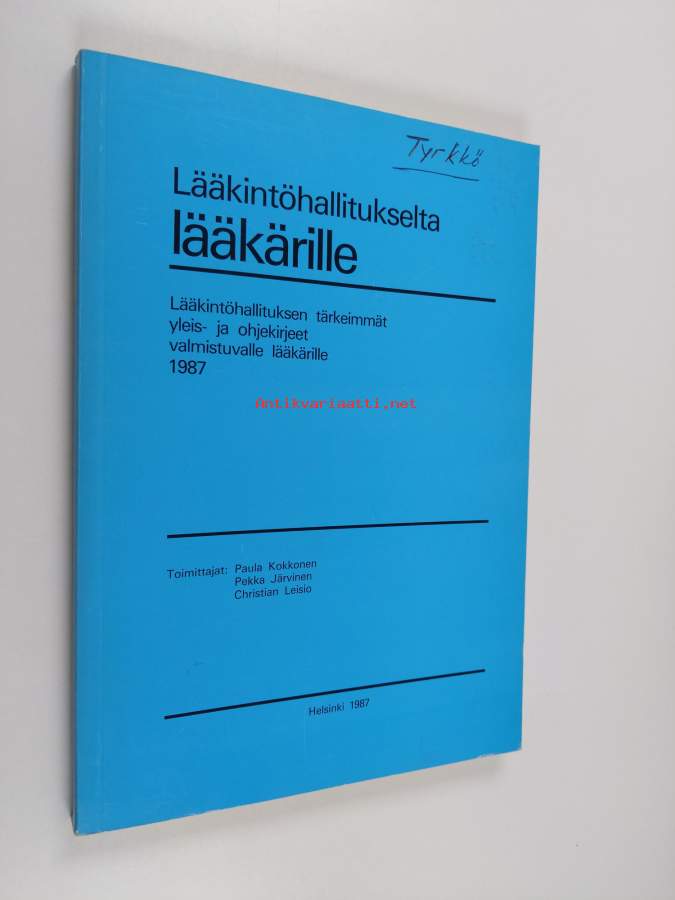 Tyrkkö
Lääkintöhallitukselta
lääkärille
Lääkintöhallituksen tärkeimmät
yleis- ja ohjekirjeet
valmistuvalle lääkärille
1987
Antikvariaatti.net
Toimittajat: Paula Kokkonen
Pekka Järvinen
Christian Leisio
Helsinki 1987